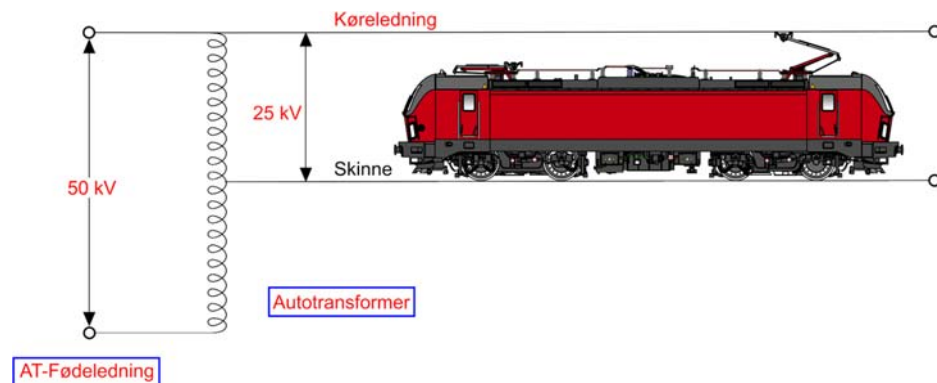 Køreledning
25 kV
Skinne
50 kV
Autotransformer
AT-Fødeledning